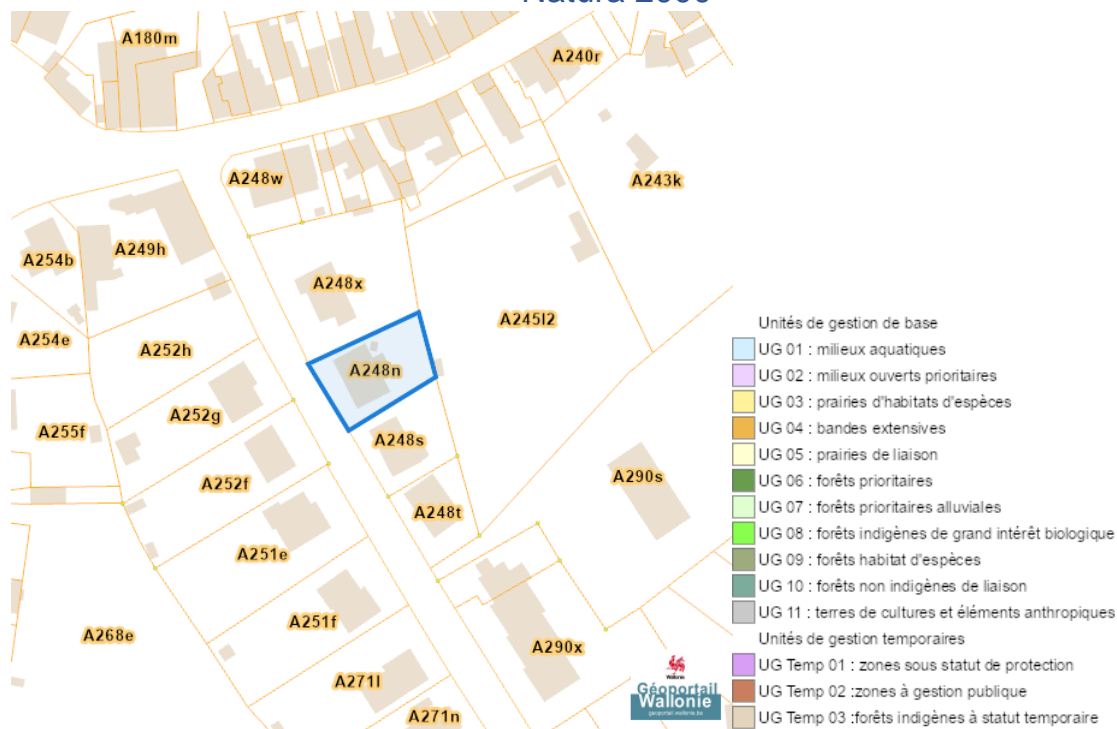 Natura 2000
A180m
A240r
A248w
A243k
A254b
A249h
A248x
A245l2
A254e
A252h
A248n
A252g
A255f
A248s
A252f
A290s
A248t
A251e
A251f
A268e
A290x
A271l
A271n
Unités de gestion de base
UG 01 : milieux aquatiques
UG 02 : milieux ouverts prioritaires
UG 03 : prairies d'habitats d'espèces
UG 04 : bandes extensives
UG 05 : prairies de liaison
UG 06 : forêts prioritaires
UG 07 : forêts prioritaires alluviales
UG 08 : forêts indigènes de grand intérêt biologique
UG 09 : forêts habitat d'espèces
UG 10 : forêts non indigènes de liaison
UG 11 : terres de cultures et éléments anthropiques
Unités de gestion temporaires
UG Temp 01 : zones sous statut de protection
UG Temp 02 :zones à gestion publique
UG Temp 03 :forêts indigènes à statut temporaire
Wallonie
Géoportail
Wallonie
geoportail.wallonie.be